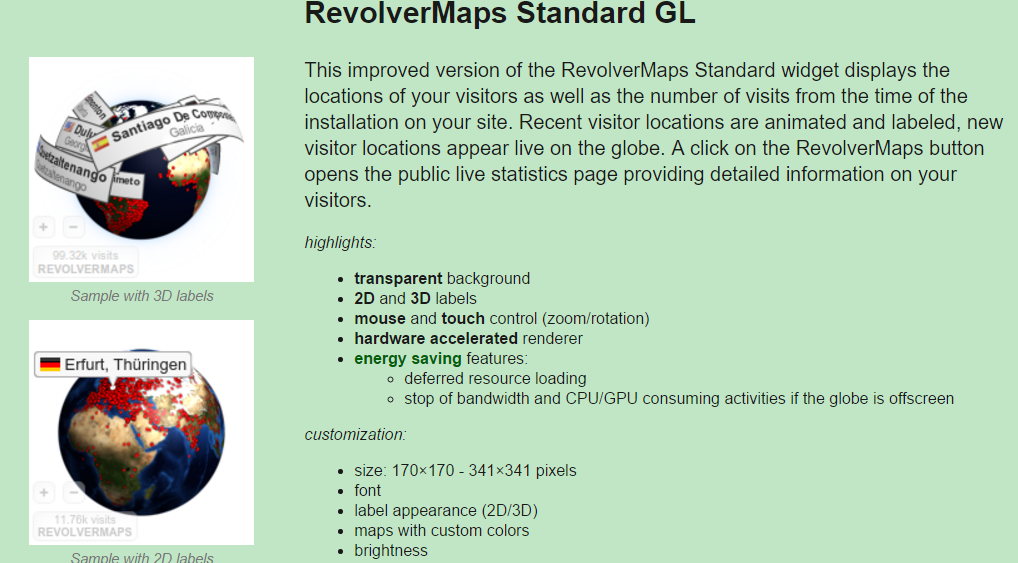 RevolverMaps Standard GL
This improved version of the RevolverMaps Standard widget displays the
locations of your visitors as well as the number of visits from the time of the
installation on your site. Recent visitor locations are animated and labeled, new
visitor locations appear live on the globe. A click on the RevolverMaps button
opens the public live statistics page providing detailed information on your
visitors.
highlights:
transparent background
2D and 3D labels
mouse and touch control (zoom/rotation)
hardware accelerated renderer
energy saving features:
deferred resource loading
stop of bandwidth and CPU/GPU consuming activities if the globe is offscreen
customization:
size: 170×170 - 341×341 pixels
font
label appearance (2D/3D)
maps with custom colors
brightness
Santiago De Compostel
Galicia
99.32k visits
REVOLVERMAPS
Sample with 3D labels
Erfurt, Thüringen
11.76k visits
REVOLVERMAPS
Sample with 2D labels